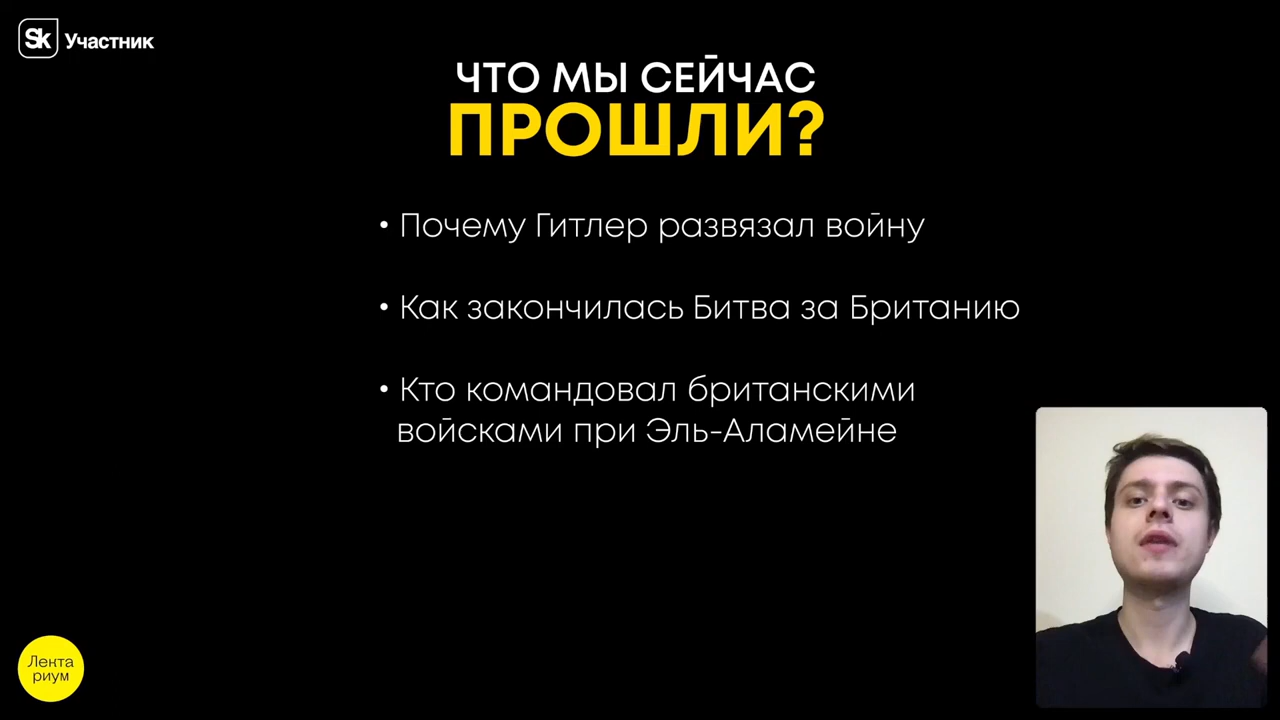 Sk Участник
ЧТО МЫ СЕЙЧАС
ПРОШЛИ?
• Почему Гитлер развязал войну
• Как закончилась Битва за Британию
• Кто командовал британскими
войсками при Эль-Аламейне
Лекта
риум